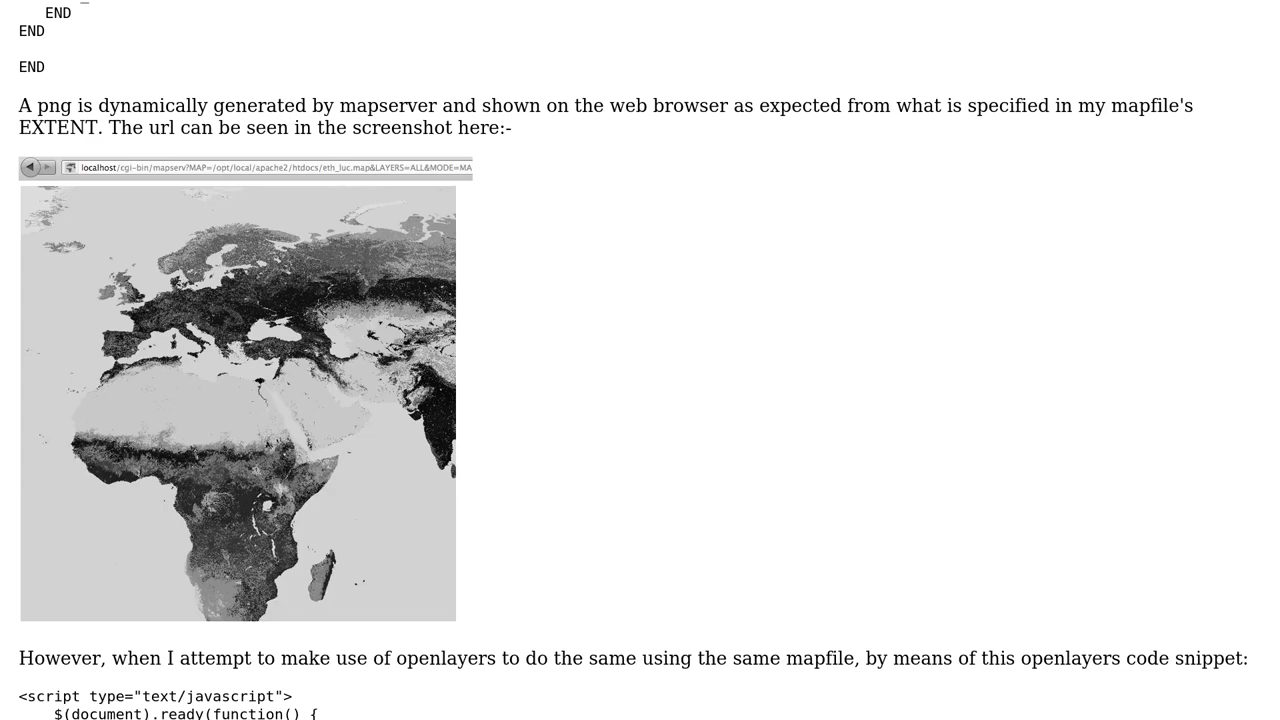 END
END
END
A png is dynamically generated by mapserver and shown on the web browser as expected from what is specified in my mapfile's
EXTENT. The url can be seen in the screenshot here:-
localhost/cgi-bin/mapserv?MAP=/opt/local/apache2/htdocs/eth_luc.map&LAYERS=ALL&MODE=MA
However, when I attempt to make use of openlayers to do the same using the same mapfile, by means of this openlayers code snippet:
<script type="text/javascript">
$(document).ready(function() {